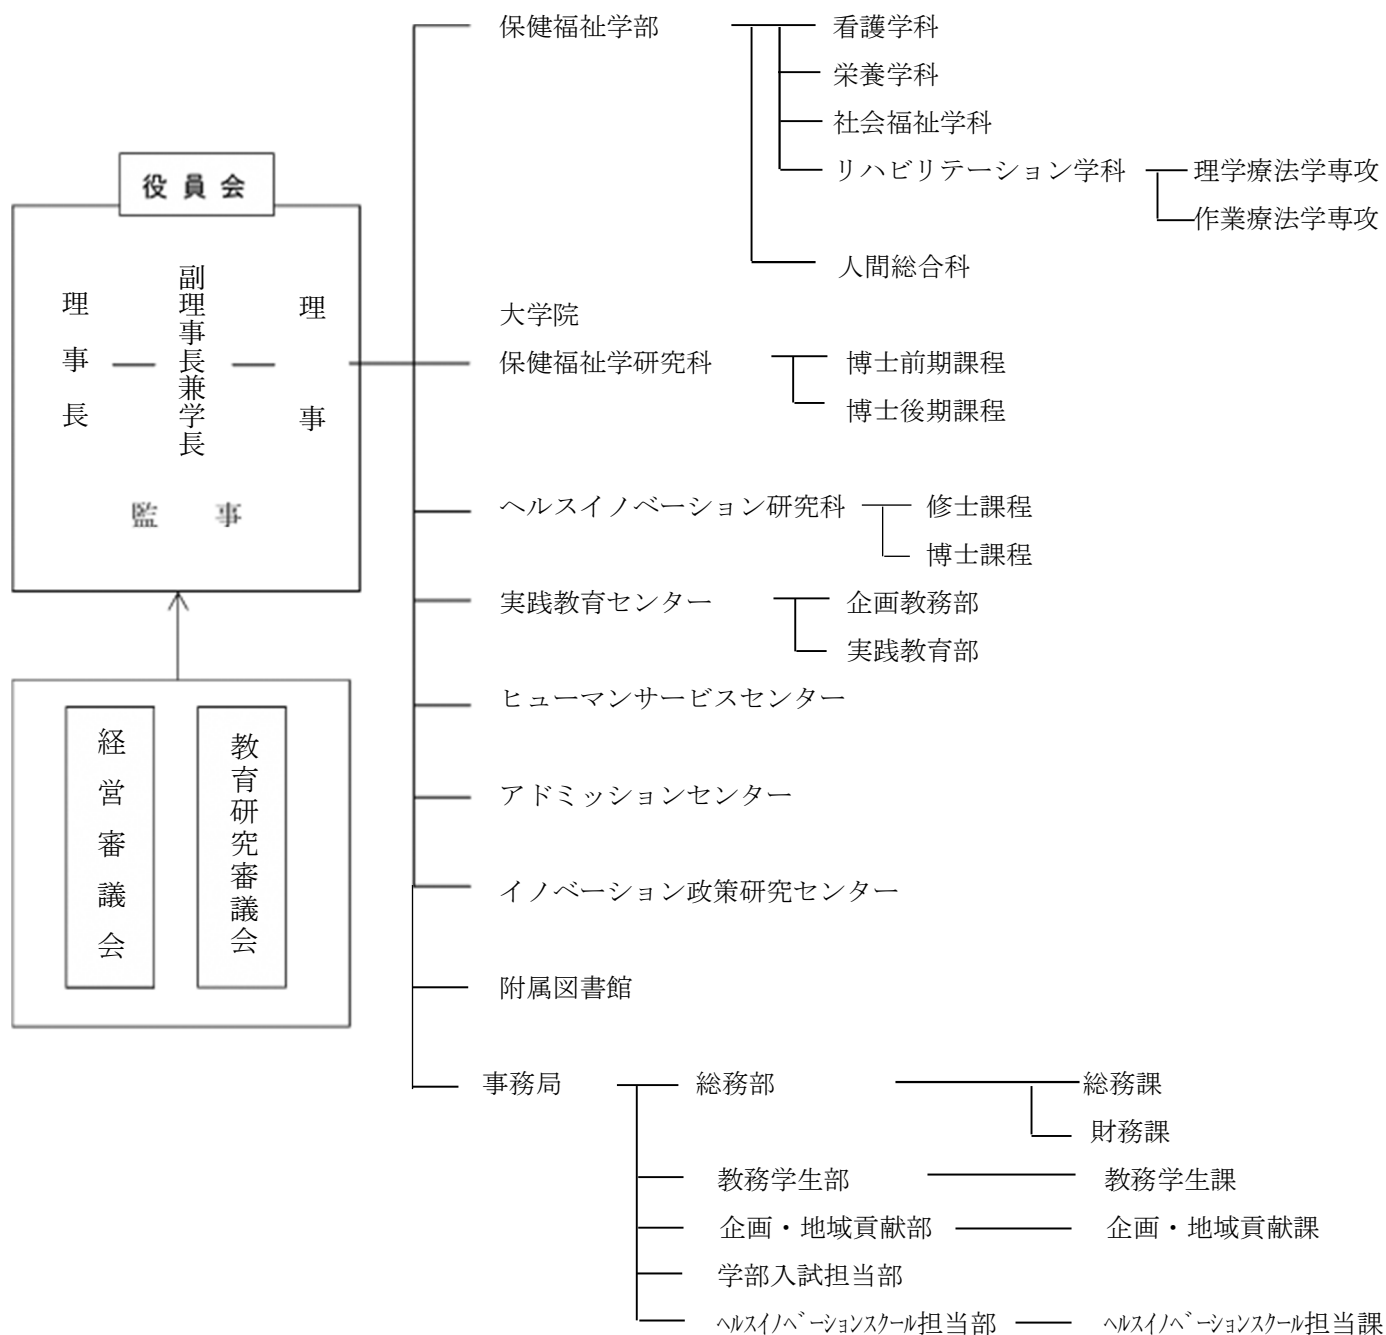 役員会
理事長
副理事長兼学長
理事
監事
経営審議会
教育研究審議会
保健福祉学部
看護学科
栄養学科
社会福祉学科
リハビリテーション学科
理学療法学専攻
作業療法学専攻
人間総合科
大学院
保健福祉学研究科
博士前期課程
博士後期課程
ヘルスイノベーション研究科
修士課程
博士課程
実践教育センター
企画教務部
実践教育部
ヒューマンサービスセンター
アドミッションセンター
イノベーション政策研究センター
附属図書館
事務局
総務部
総務課
財務課
教務学生部
教務学生課
企画・地域貢献部
企画・地域貢献課
学部入試担当部
ﾍﾙｽｲﾉﾍﾞｰｼｮﾝｽｸｰﾙ担当部
ﾍﾙｽｲﾉﾍﾞｰｼｮﾝｽｸｰﾙ担当課